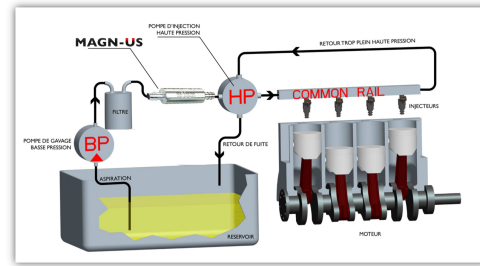 POMPE D'INJECTION
HAUTE PRESSION
MAGN-US
RETOUR TROP PLEIN HAUTE PRESSION
HP
COMMON RAIL
FILTRE
INJECTEURS
POMPE DE GAVAGE
BASSE PRESSION
BP
RETOUR DE FUITE
ASPIRATION
RESERVOIR
MOTEUR